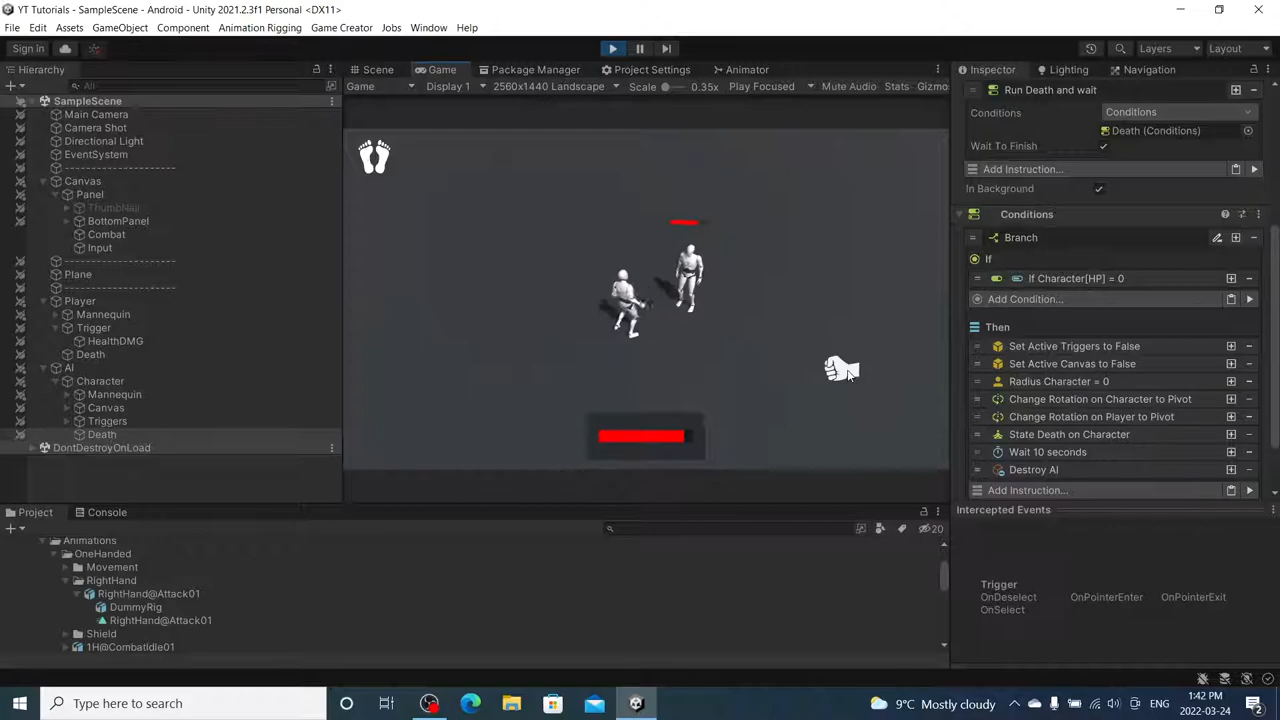 YT Tutorials - SampleScene - Android - Unity 2021.2.3f1 Personal <DX11>
File Edit Assets GameObject Component Animation Rigging Game Creator Jobs Window Help
Sign In
Layers Layout
Hierarchy
Scene Game Package Manager Project Settings Animator
Inspector Lighting Navigation
All
Game Display 1 2560x1440 Landscape Scale 0.35x Play Focused Mute Audio Stats Gizmo
SampleScene
Main Camera
Camera Shot
Directional Light
EventSystem
-----------------------
Canvas
Panel
ThumbNail
BottomPanel
Combat
Input
-----------------------
Plane
-----------------------
Player
Mannequin
Trigger
HealthDMG
Death
AI
Character
Mannequin
Canvas
Triggers
Death
DontDestroyOnLoad
Run Death and wait
Conditions Conditions
Death (Conditions)
Wait To Finish
Add Instruction...
In Background
Conditions
Branch
If
If Character[HP] = 0
Add Condition...
Then
Set Active Triggers to False
Set Active Canvas to False
Radius Character = 0
Change Rotation on Character to Pivot
Change Rotation on Player to Pivot
State Death on Character
Wait 10 seconds
Destroy AI
Add Instruction...
Intercepted Events
Trigger
OnDeselect OnPointerEnter OnPointerExit
OnSelect
Project Console
20
Animations
OneHanded
Movement
RightHand
RightHand@Attack01
DummyRig
RightHand@Attack01
Shield
1H@CombatIdle01
Type here to search
9°C Mostly cloudy
ENG
1:42 PM
2022-03-24
2